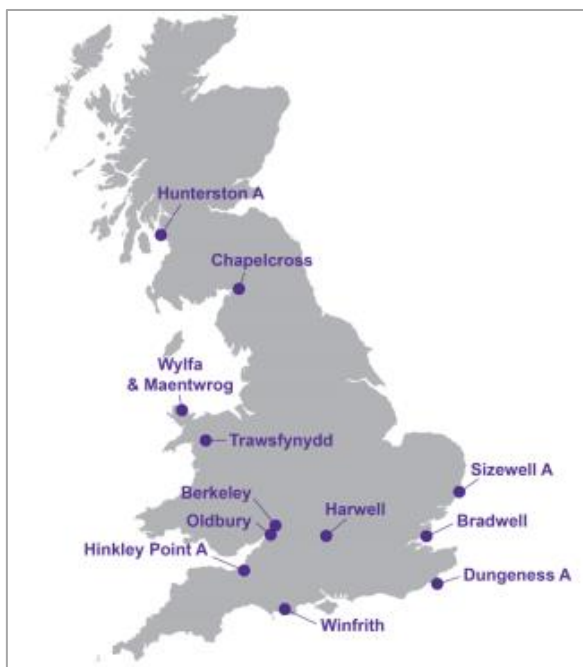 Hunterston A
Chapelcross
Wylfa
& Maentwrog
Trawsfynydd
Sizewell A
Berkeley
Harwell
Oldbury
Bradwell
Hinkley Point A
Dungeness A
Winfrith